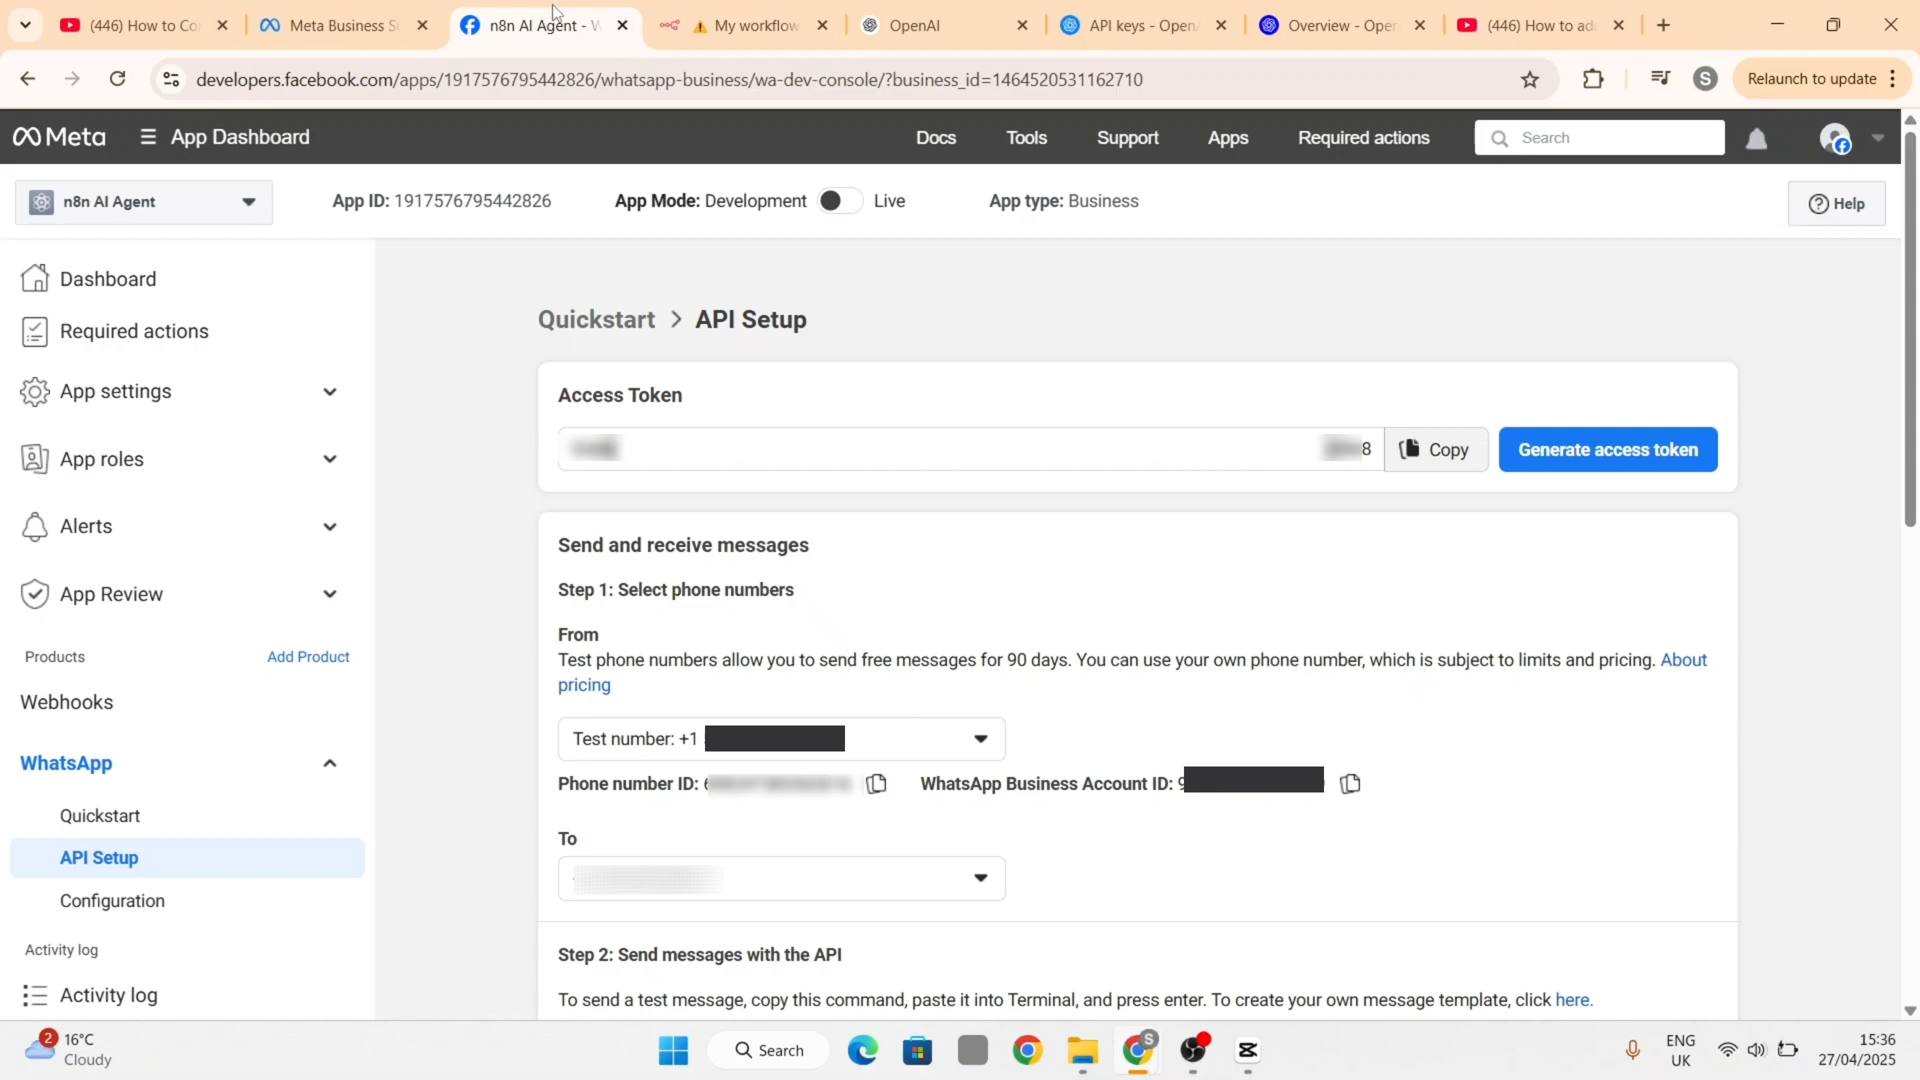 (446) How to Co
Meta Business S
n8n AI Agent - W
My workflow
OpenAI
API keys - OpenA
Overview - Open
(446) How to ad
developers.facebook.com/apps/1917576795442826/whatsapp-business/wa-dev-console/?business_id=1464520531162710
S
Relaunch to update
Meta
App Dashboard
Docs
Tools
Support
Apps
Required actions
Search
n8n AI Agent
App ID: 1917576795442826
App Mode: Development
Live
App type: Business
Help
Dashboard
Required actions
App settings
App roles
Alerts
App Review
Products
Add Product
Webhooks
WhatsApp
Quickstart
API Setup
Configuration
Activity log
Activity log
Quickstart > API Setup
Access Token
8
Copy
Generate access token
Send and receive messages
Step 1: Select phone numbers
From
Test phone numbers allow you to send free messages for 90 days. You can use your own phone number, which is subject to limits and pricing. About
pricing
Test number: +1
Phone number ID:
WhatsApp Business Account ID: 9
To
Step 2: Send messages with the API
To send a test message, copy this command, paste it into Terminal, and press enter. To create your own message template, click here.
2
16°C
Cloudy
Search
S
ENG
UK
15:36
27/04/2025